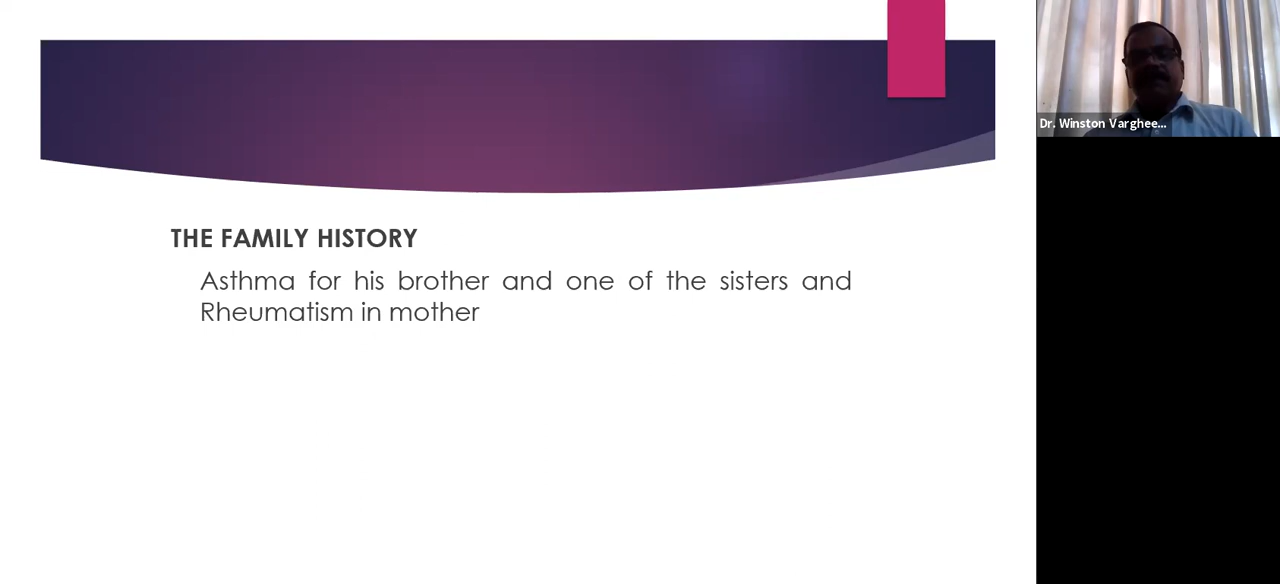 THE FAMILY HISTORY
Asthma for his brother and one of the sisters and
Rheumatism in mother
Dr. Winston Varghee...